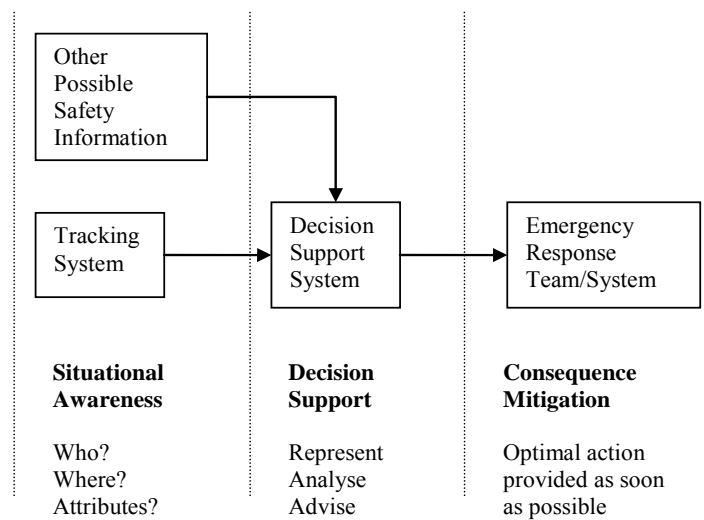 Other
Possible
Safety
Information
Tracking
System
Decision
Support
System
Emergency
Response
Team/System
Situational
Awareness
Who?
Where?
Attributes?
Decision
Support
Represent
Analyse
Advise
Consequence
Mitigation
Optimal action
provided as soon
as possible